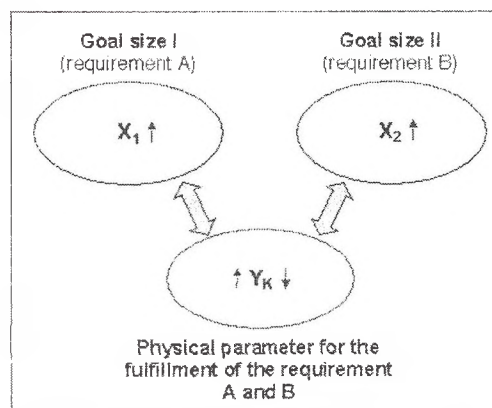 Goal size I
(requirement A)
Goal size II
(requirement B)
X₁ ↑
X₂ ↑
↑ Yₖ ↓
Physical parameter for the
fulfillment of the requirement
A and B